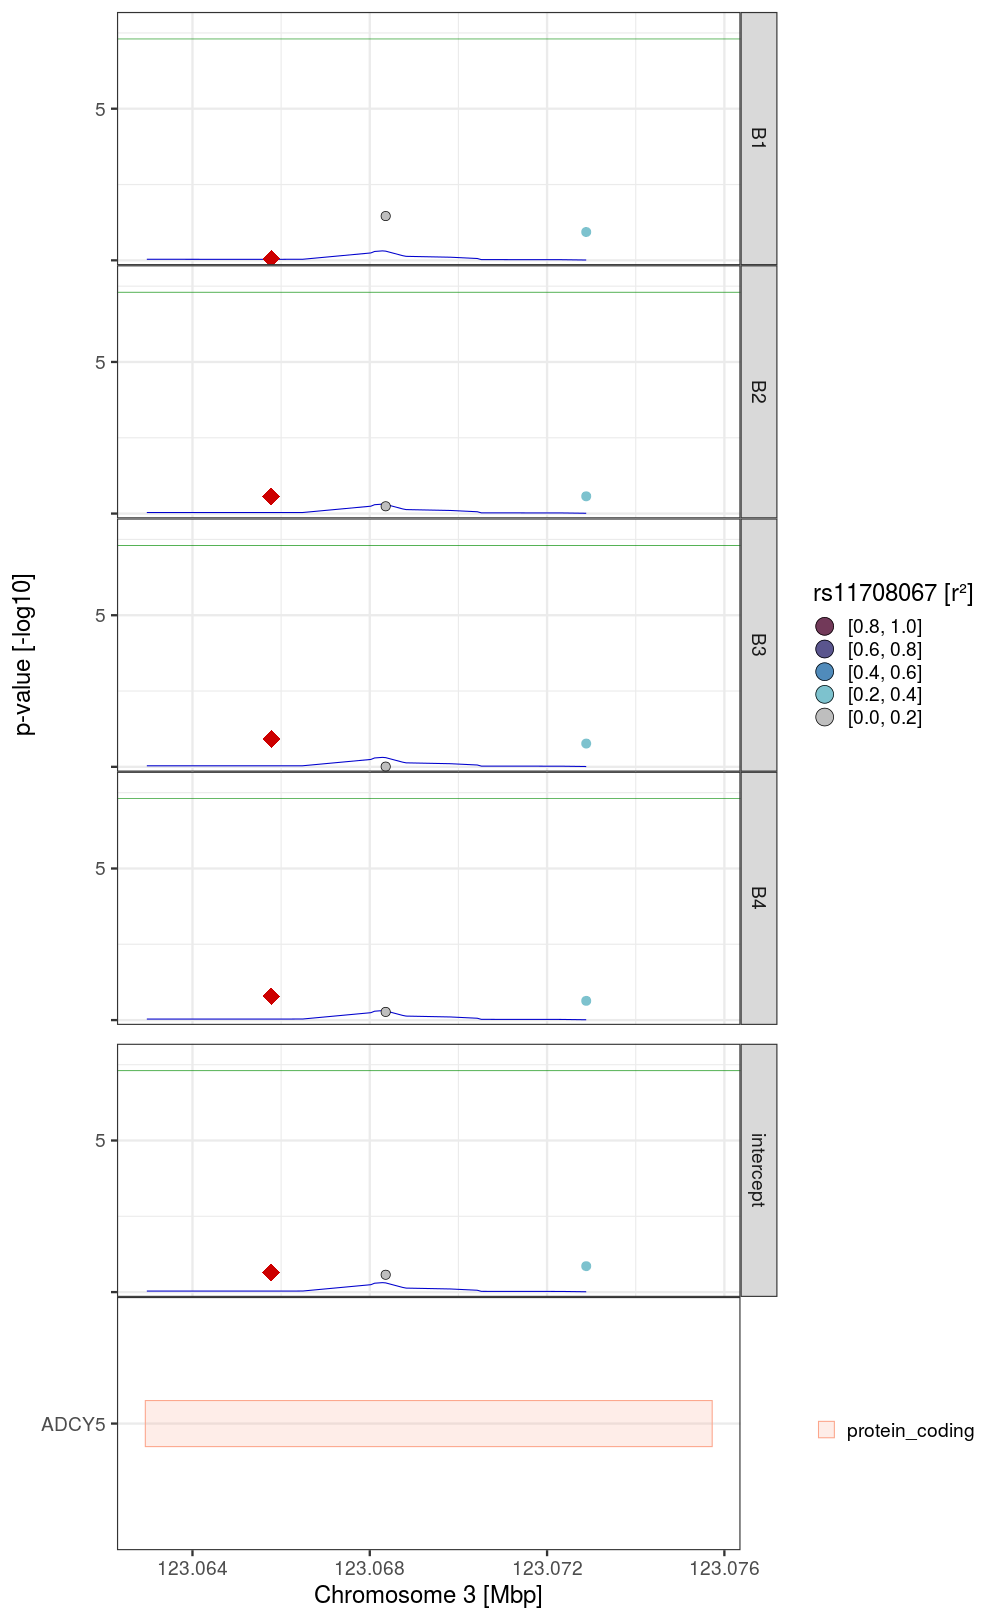 5
B1
5
B2
5
B3
5
B4
5
intercept
p-value [-log10]
rs11708067 [r²]
[0.8, 1.0]
[0.6, 0.8]
[0.4, 0.6]
[0.2, 0.4]
[0.0, 0.2]
ADCY5
protein_coding
123.064 123.068 123.072 123.076
Chromosome 3 [Mbp]